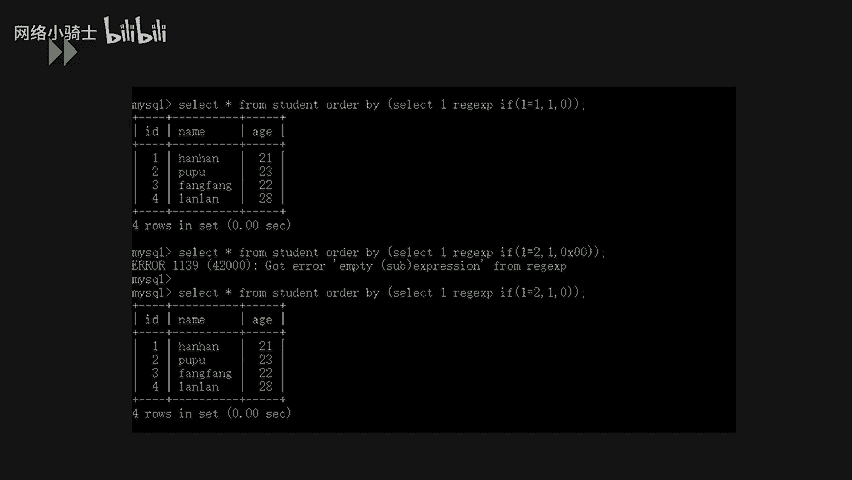 网络小骑士 bilibili
mysql> select * from student order by (select 1 regexp if(1=1,1,0));
+----+---------+-----+
| id | name    | age |
+----+---------+-----+
| 1 | hanhan | 21 |
| 2 | pupu | 23 |
| 3 | fangfang | 22 |
| 4 | lanlan | 28 |
+----+---------+-----+
4 rows in set (0.00 sec)
mysql> select * from student order by (select 1 regexp if(1=2,1,0x00));
ERROR 1139 (42000): Got error 'empty (sub)expression' from regexp
mysql>
mysql> select * from student order by (select 1 regexp if(1=2,1,0));
+----+---------+-----+
| id | name | age |
+----+---------+-----+
| 1 | hanhan | 21 |
| 2 | pupu | 23 |
| 3 | fangfang | 22 |
| 4 | lanlan | 28 |
+----+---------+-----+
4 rows in set (0.00 sec)